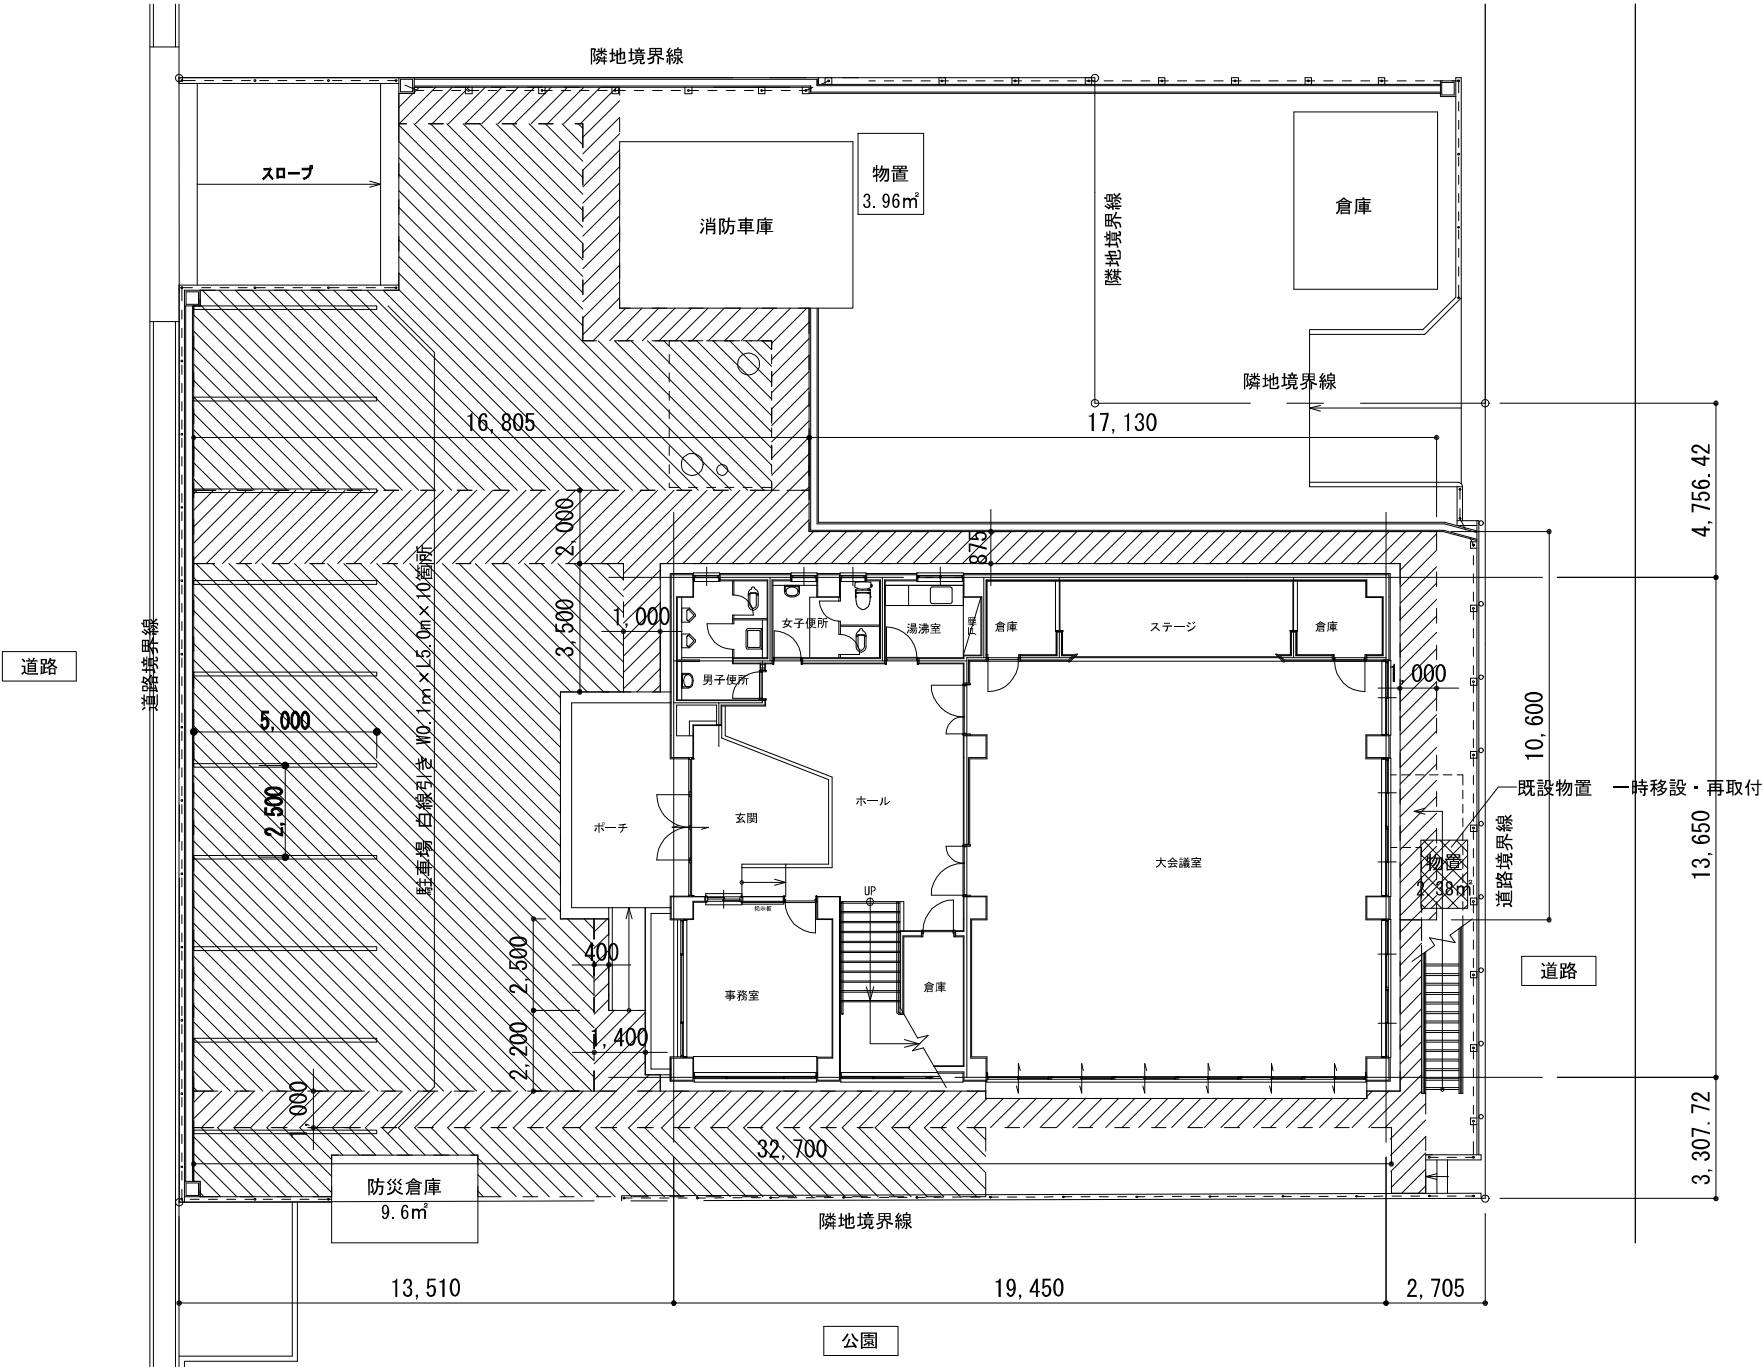 隣地境界線
スロープ
消防車庫
物置
3.96㎡
倉庫
隣地境界線
隣地境界線
16,805
17,130
4,756.42
2,000
875
3,500
1,000
女子便所
湯沸室
倉庫
ステージ
倉庫
男子便所
1,000
道路
道路境界線
駐車場 白線引き W0.1m×L5.0m×10箇所
5,000
2,500
10,600
13,650
既設物置 一時移設・再取付
ポーチ
玄関
ホール
大会議室
物置
2.38㎡
道路境界線
UP
掲示板
2,500
400
事務室
倉庫
道路
2,200
1,400
1,000
3,307.72
32,700
防災倉庫
9.6㎡
隣地境界線
13,510
19,450
2,705
公園